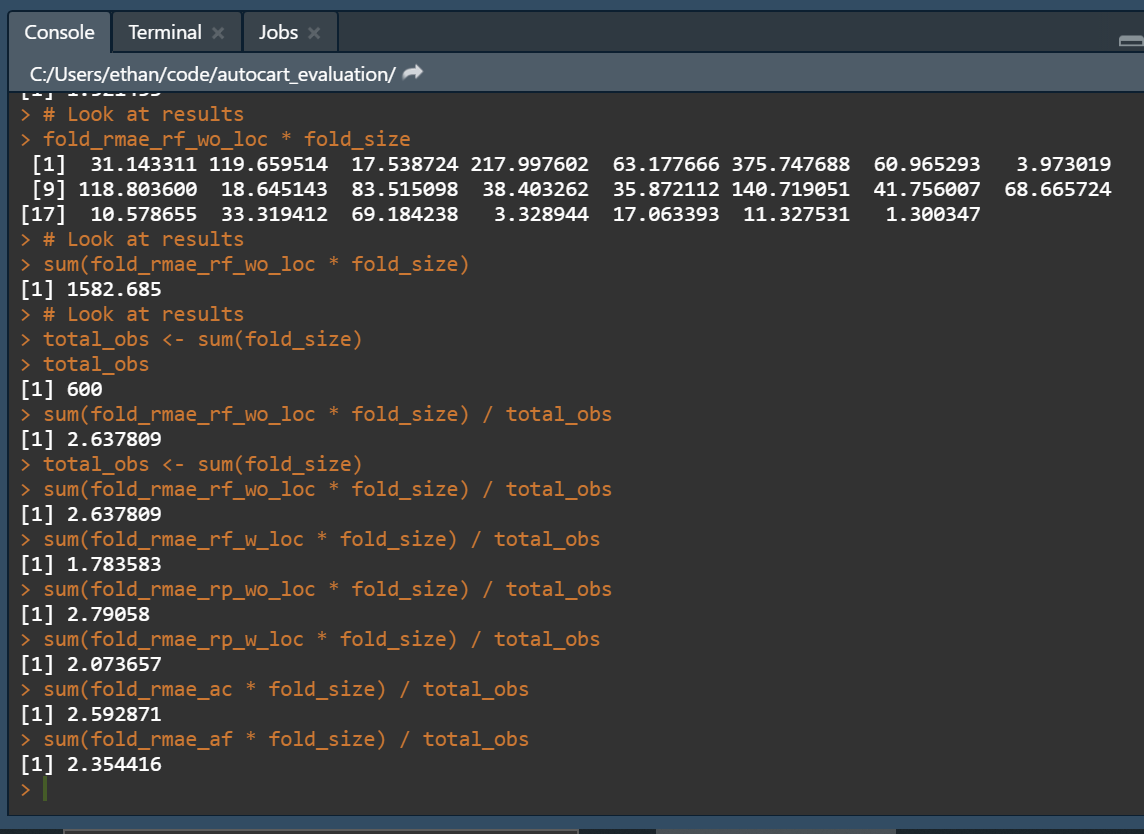 Console Terminal Jobs
C:/Users/ethan/code/autocart_evaluation/
> # Look at results
> fold_rmae_rf_wo_loc * fold_size
[1] 31.143311 119.659514 17.538724 217.997602 63.177666 375.747688 60.965293 3.973019
[9] 118.803600 18.645143 83.515098 38.403262 35.872112 140.719051 41.756007 68.665724
[17] 10.578655 33.319412 69.184238 3.328944 17.063393 11.327531 1.300347
> # Look at results
> sum(fold_rmae_rf_wo_loc * fold_size)
[1] 1582.685
> # Look at results
> total_obs <- sum(fold_size)
> total_obs
[1] 600
> sum(fold_rmae_rf_wo_loc * fold_size) / total_obs
[1] 2.637809
> total_obs <- sum(fold_size)
> sum(fold_rmae_rf_wo_loc * fold_size) / total_obs
[1] 2.637809
> sum(fold_rmae_rf_w_loc * fold_size) / total_obs
[1] 1.783583
> sum(fold_rmae_rp_wo_loc * fold_size) / total_obs
[1] 2.79058
> sum(fold_rmae_rp_w_loc * fold_size) / total_obs
[1] 2.073657
> sum(fold_rmae_ac * fold_size) / total_obs
[1] 2.592871
> sum(fold_rmae_af * fold_size) / total_obs
[1] 2.354416
>